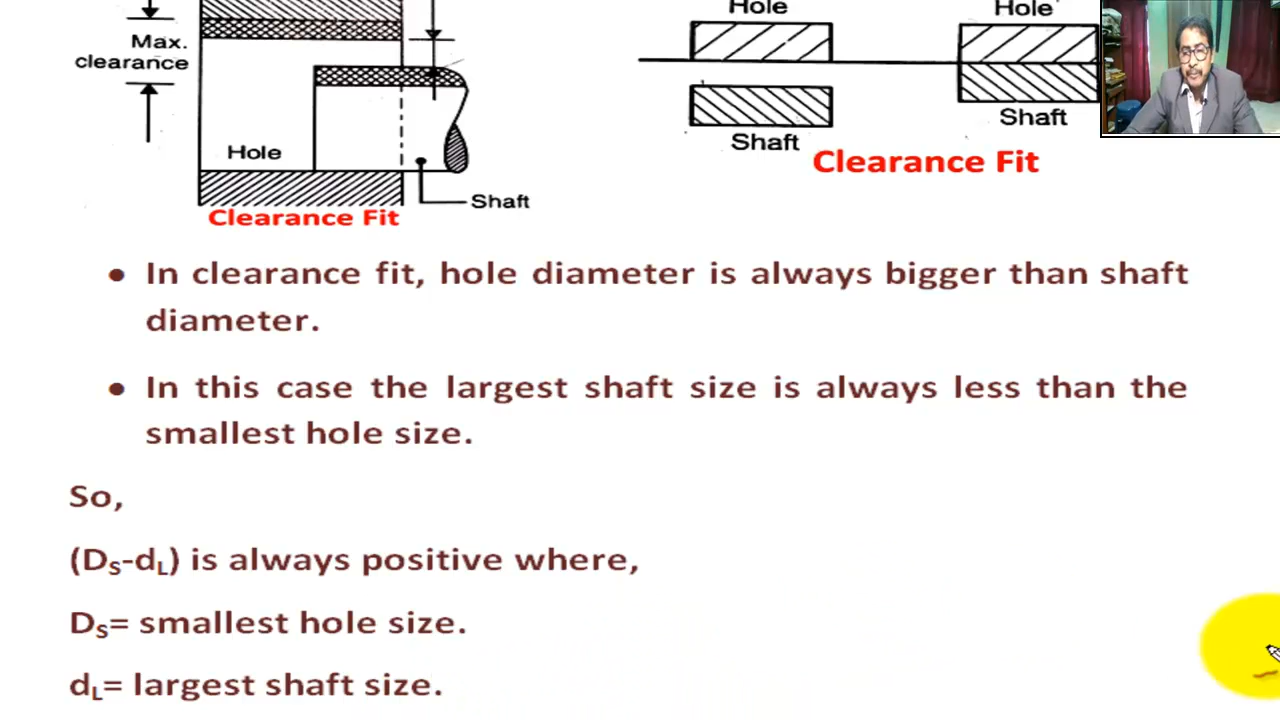 Max.
clearance
Hole
Shaft
Clearance Fit
Hole
Shaft
Hole
Shaft
Clearance Fit
• In clearance fit, hole diameter is always bigger than shaft
diameter.
• In this case the largest shaft size is always less than the
smallest hole size.
So,
(DS-dL) is always positive where,
DS= smallest hole size.
dL= largest shaft size.